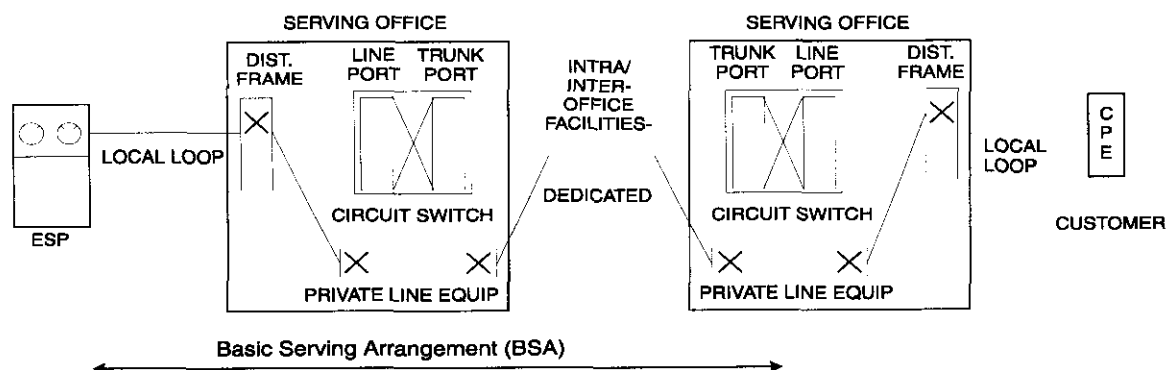 SERVING OFFICE
DIST.
FRAME
LINE
PORT
TRUNK
PORT
LOCAL LOOP
ESP
CIRCUIT SWITCH
PRIVATE LINE EQUIP
INTRA/
INTER-
OFFICE
FACILITIES-
DEDICATED
SERVING OFFICE
TRUNK
PORT
LINE
PORT
DIST.
FRAME
CIRCUIT SWITCH
PRIVATE LINE EQUIP
LOCAL
LOOP
CPE
CUSTOMER
Basic Serving Arrangement (BSA)